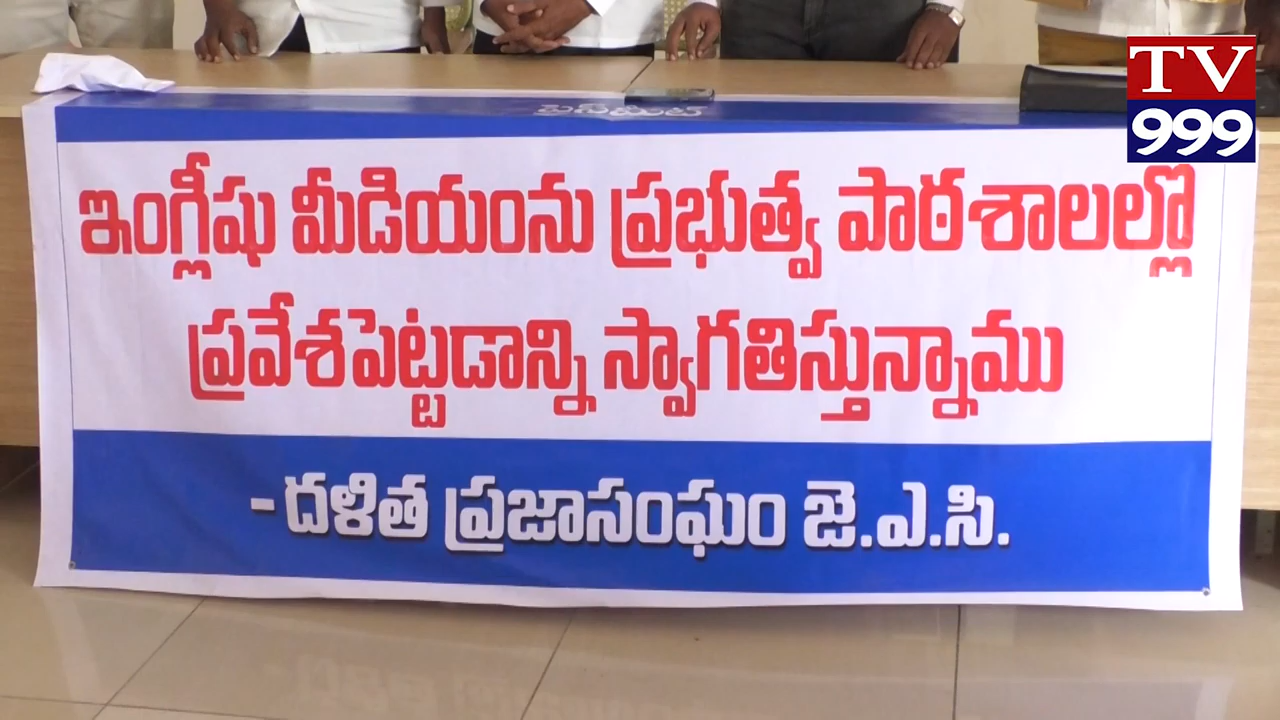 TV
999
ప్రెస్‌మీట్
ఇంగ్లీషు మీడియంను ప్రభుత్వ పాఠశాలల్లో
ప్రవేశపెట్టడాన్ని స్వాగతిస్తున్నాము
- దళిత ప్రజాసంఘం జె.ఎ.సి.